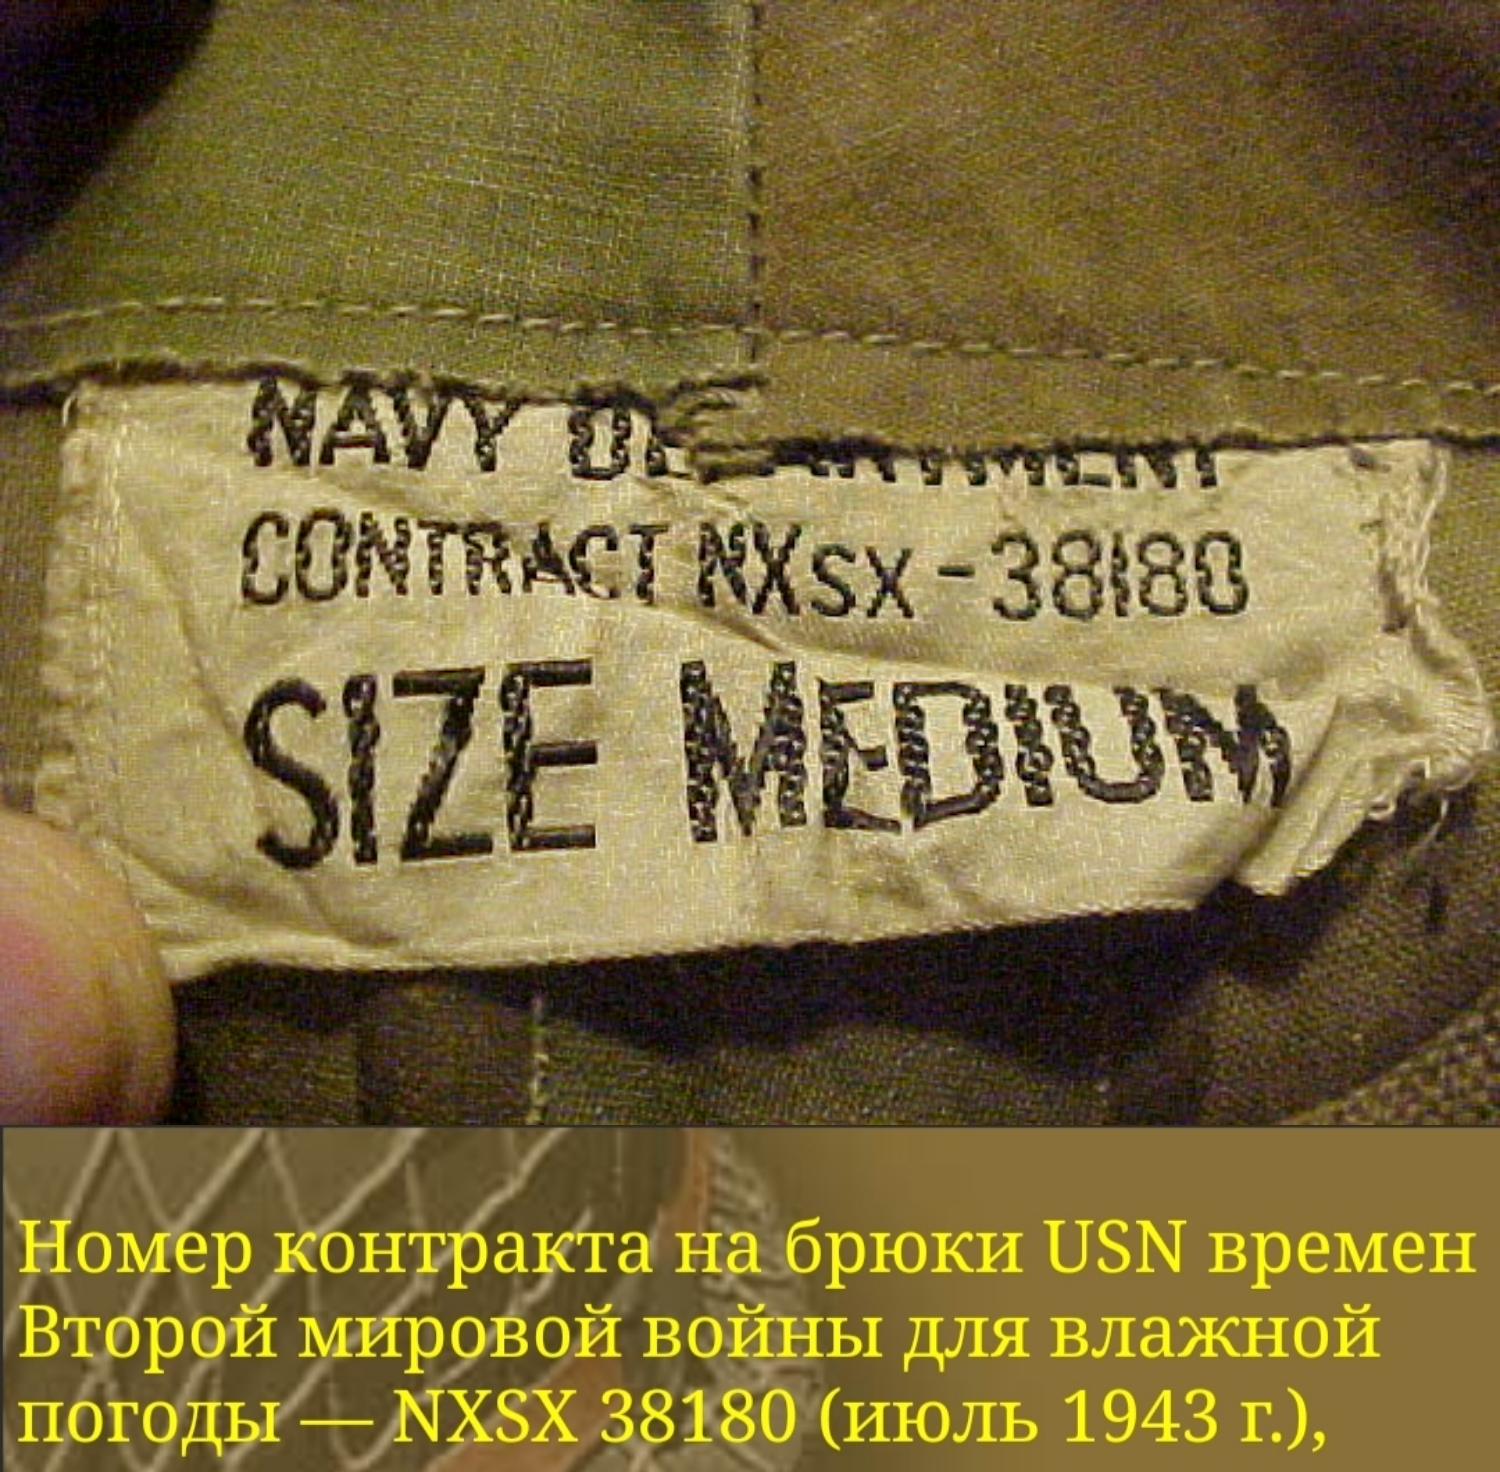 NAVY DEPARTMENT
CONTRACT NXSX-38180
SIZE MEDIUM
Номер контракта на брюки USN времен
Второй мировой войны для влажной
погоды — NXSX 38180 (июль 1943 г.),